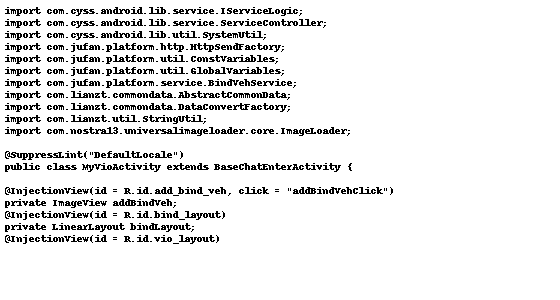 import com.cyss.android.lib.service.IServiceLogic;
import com.cyss.android.lib.service.ServiceController;
import com.cyss.android.lib.util.SystemUtil;
import com.jufan.platform.http.HttpSendFactory;
import com.jufan.platform.util.ConstVariables;
import com.jufan.platform.util.GlobalVariables;
import com.jufan.platform.service.BindVehService;
import com.lianzt.commondata.AbstractCommonData;
import com.lianzt.commondata.DataConvertFactory;
import com.lianzt.util.StringUtil;
import com.nostra13.universalimageloader.core.ImageLoader;

@SuppressLint("DefaultLocale")
public class MyVioActivity extends BaseChatEnterActivity {

@InjectionView(id = R.id.add_bind_veh, click = "addBindVehClick")
private ImageView addBindVeh;
@InjectionView(id = R.id.bind_layout)
private LinearLayout bindLayout;
@InjectionView(id = R.id.vio_layout)